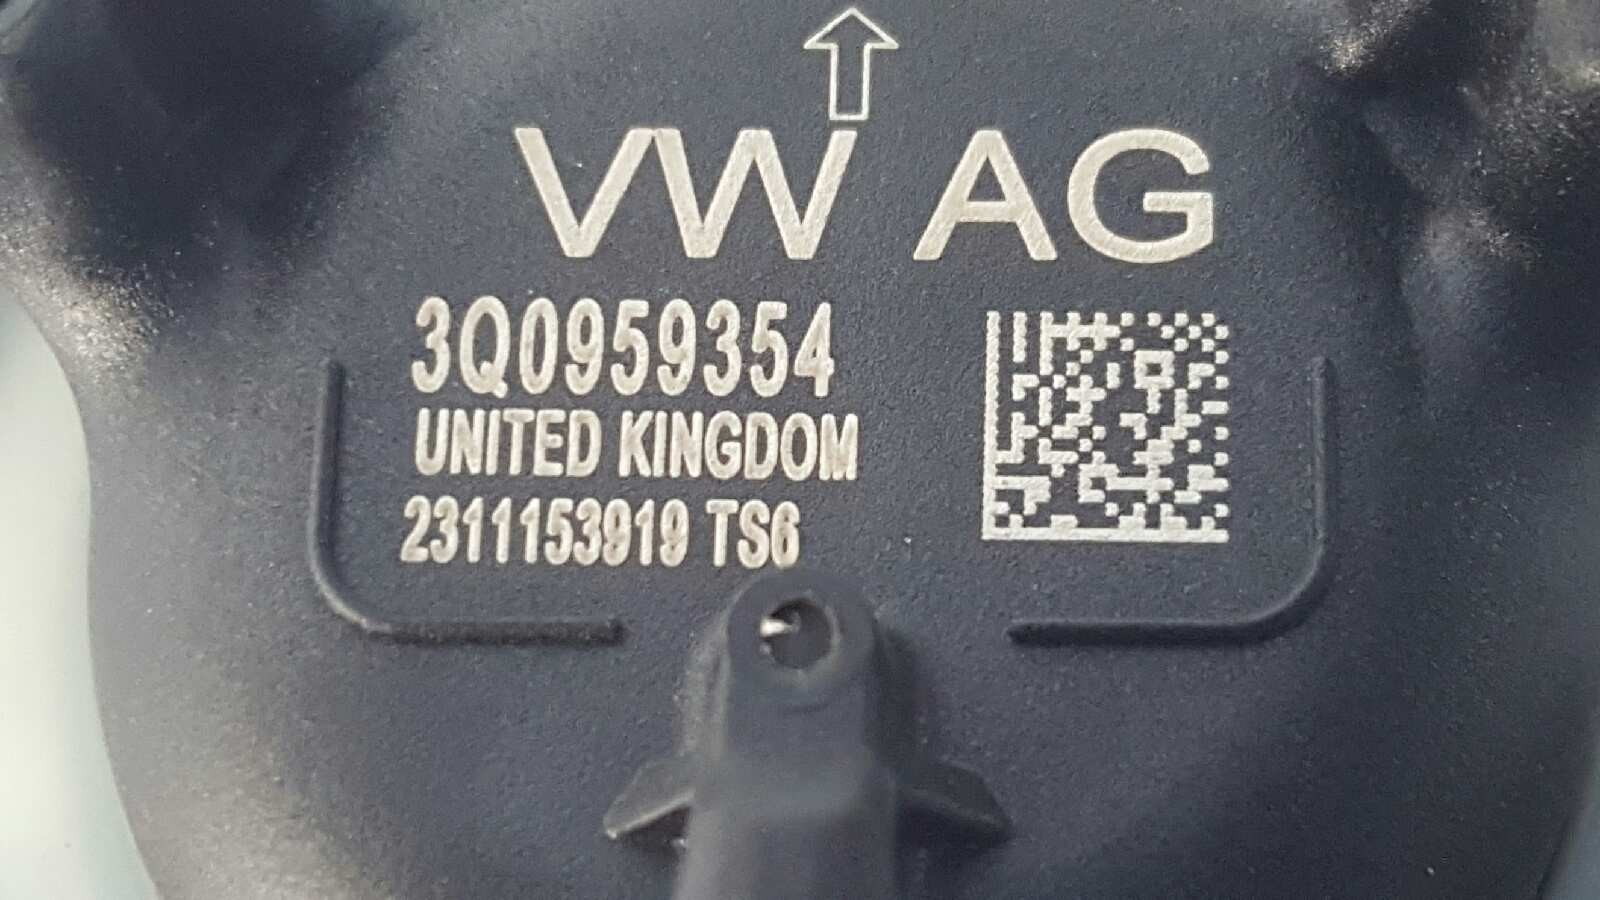 VW AG
3Q0959354
UNITED KINGDOM
2311153919 TS6